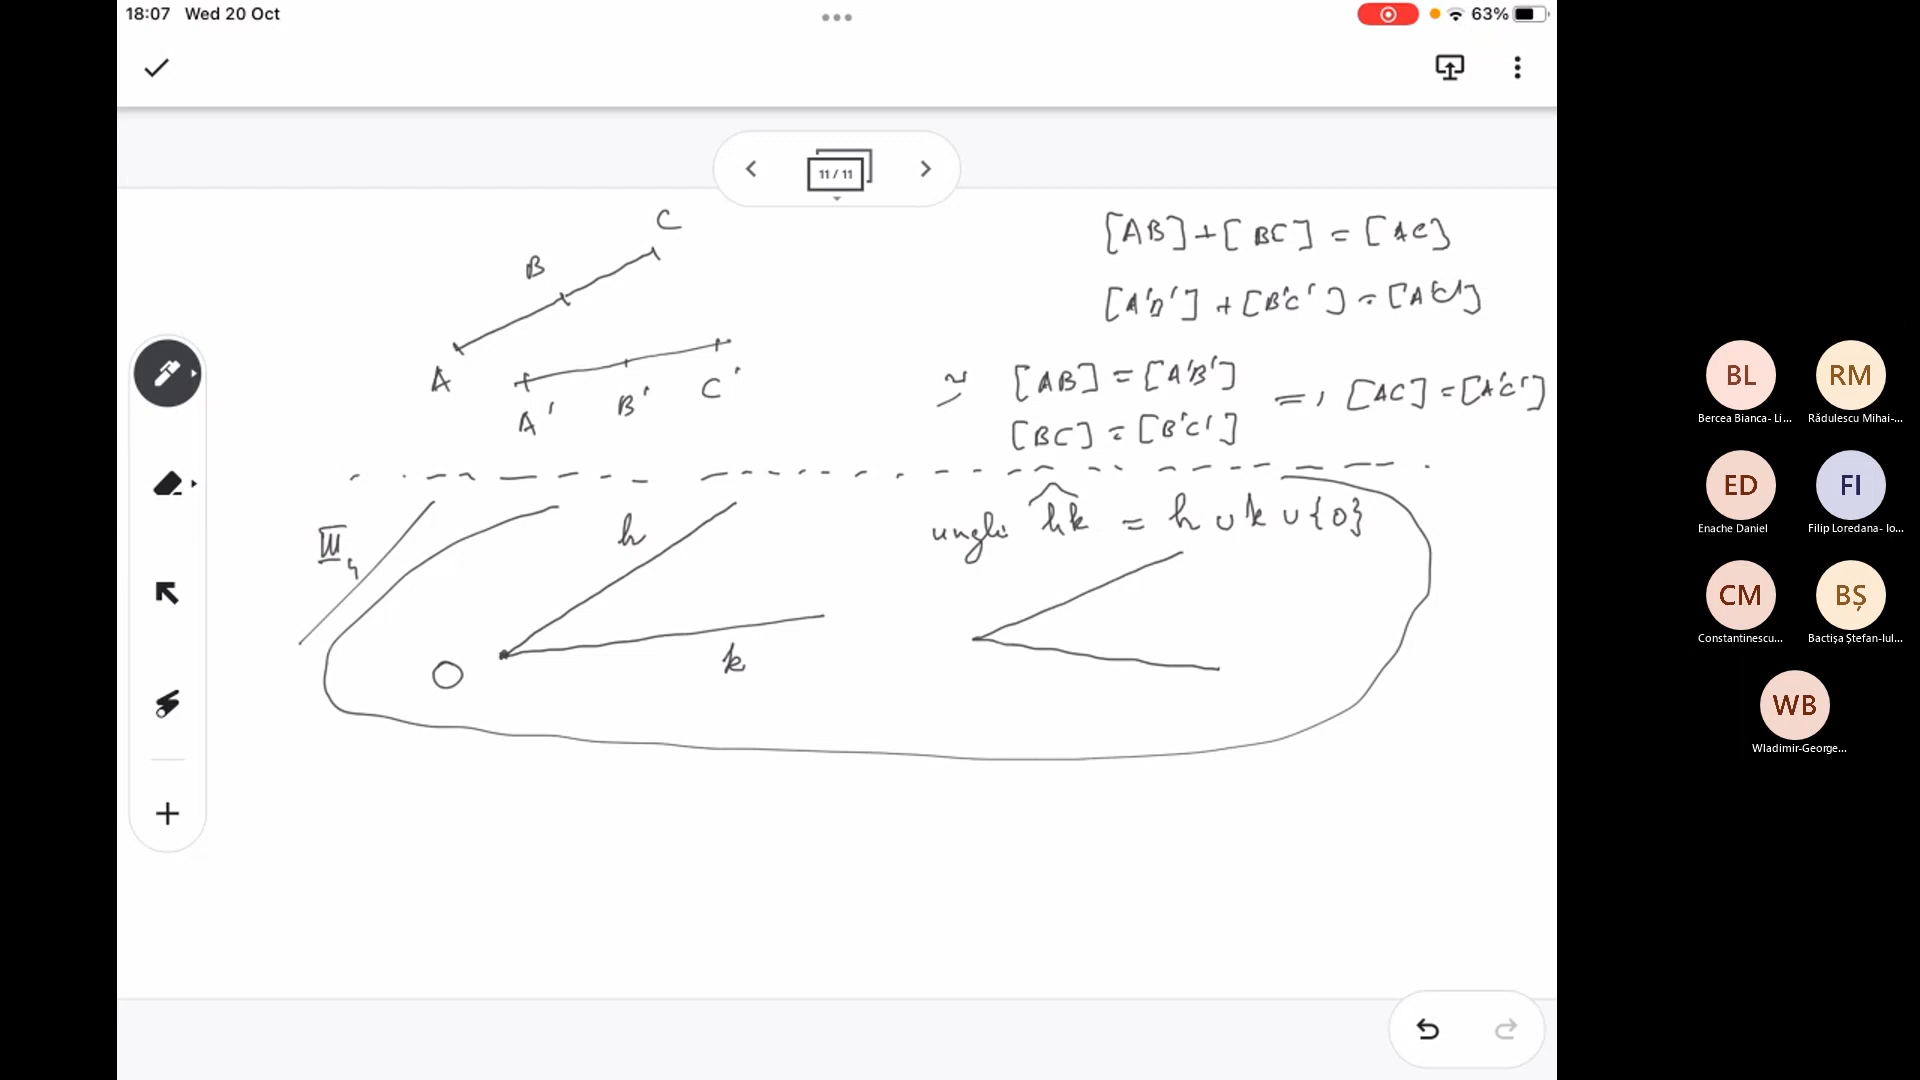 18:07 Wed 20 Oct
63%
11 / 11
C
B
A
A' B' C'
[AB] + [BC] = [AC]
[A'B'] + [B'C'] = [A'C']
[AB] = [A'B']
[BC] = [B'C']
=> [AC] = [A'C']
III₄
h
k
O
unghi hk = h ∪ k ∪ {O}
BL
Bercea Bianca- Li...
RM
Rădulescu Mihai-...
ED
Enache Daniel
FI
Filip Loredana- Io...
CM
Constantinescu...
BȘ
Bactișa Ștefan-Iul...
WB
Wladimir-George...